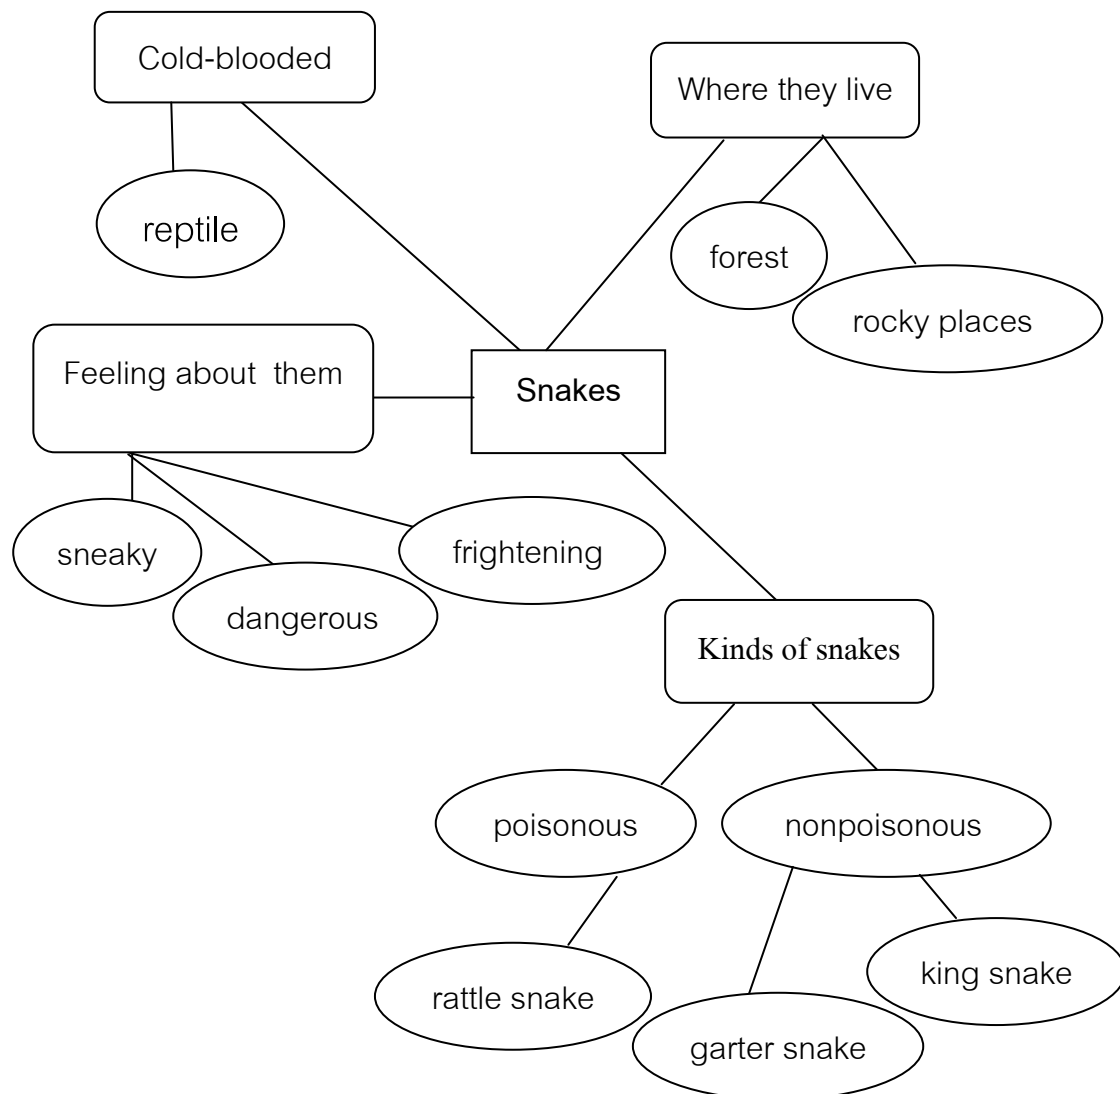 Cold-blooded
Where they live
reptile
forest
rocky places
Feeling about them
Snakes
sneaky
frightening
dangerous
Kinds of snakes
poisonous
nonpoisonous
rattle snake
king snake
garter snake